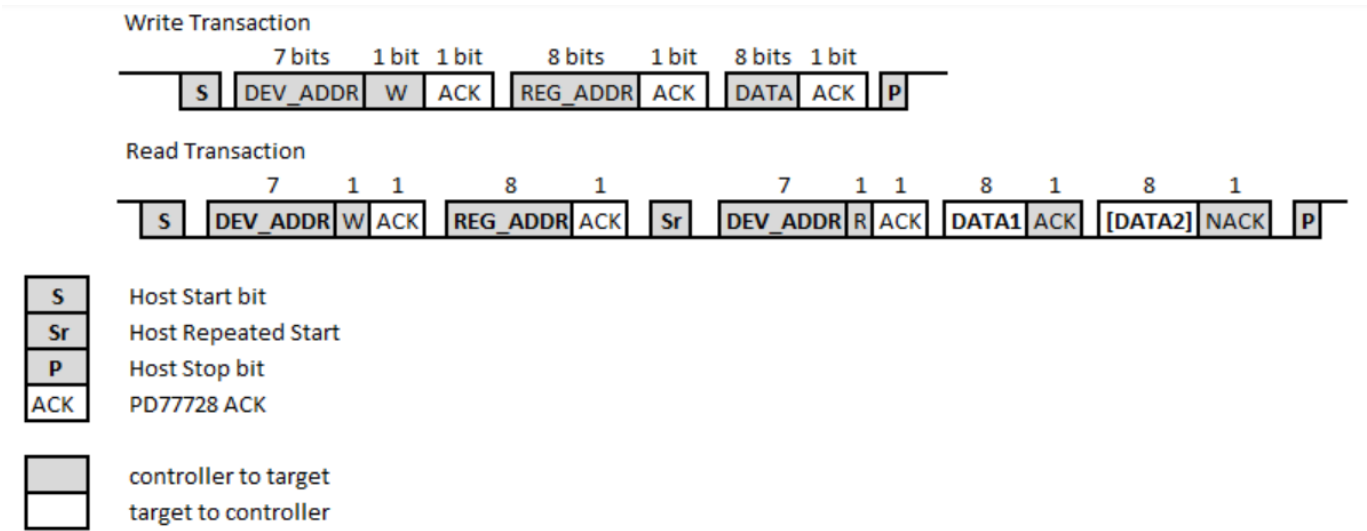 Write Transaction
7 bits 1 bit 1 bit 8 bits 1 bit 8 bits 1 bit
S DEV_ADDR W ACK REG_ADDR ACK DATA ACK P
Read Transaction
7 1 1 8 1 7 1 1 8 1 8 1
S DEV_ADDR W ACK REG_ADDR ACK Sr DEV_ADDR R ACK DATA1 ACK [DATA2] NACK P
S Host Start bit
Sr Host Repeated Start
P Host Stop bit
ACK PD77728 ACK
controller to target
target to controller